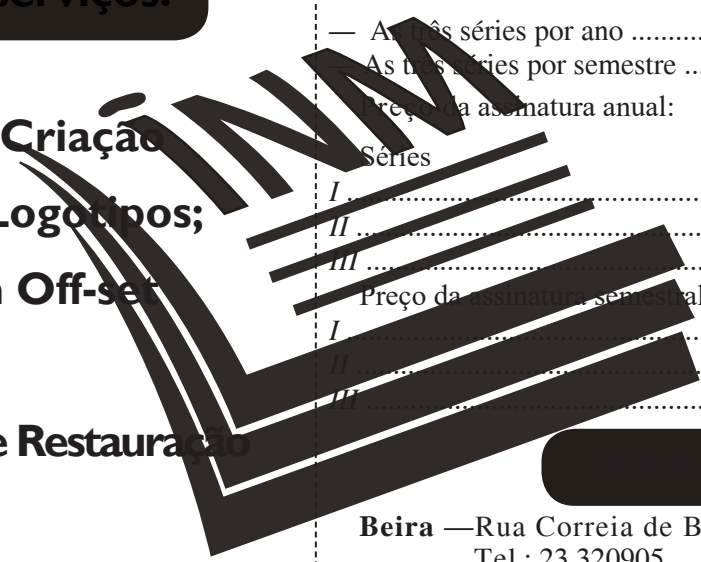 serviços:
Criação
Logotipos;
Off-set
e Restauração
INM
— As três séries por ano ..........
— As três séries por semestre ..
Preço da assinatura anual:
Séries
I ..........................................................
II ........................................................
III ......................................................
Preço da assinatura semestral
I ..........................................................
II ........................................................
III ......................................................
Beira —Rua Correia de B
Tel.: 23 320905